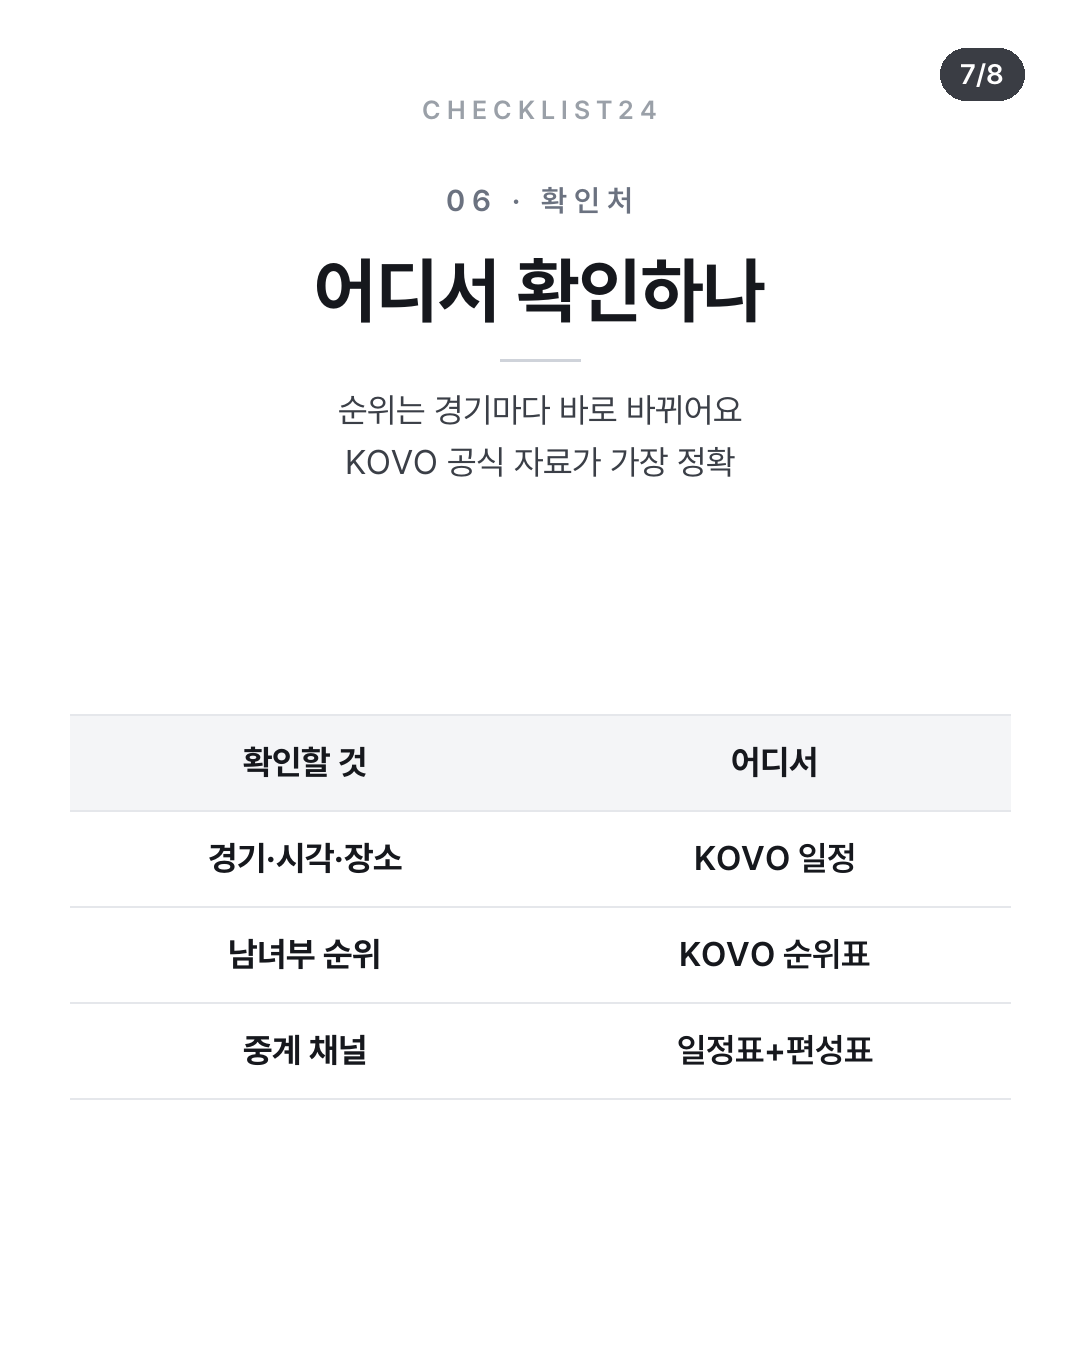 7/8
CHECKLIST24
06 · 확인처
어디서 확인하나
순위는 경기마다 바로 바뀌어요
KOVO 공식 자료가 가장 정확
확인할 것 어디서
경기·시각·장소 KOVO 일정
남녀부 순위 KOVO 순위표
중계 채널 일정표+편성표